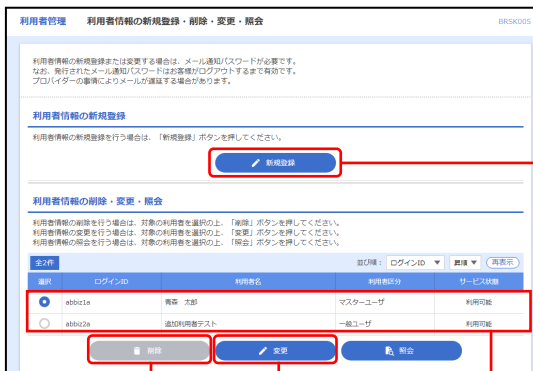 利用者管理 利用者情報の新規登録・削除・変更・照会 BRSK005
利用者情報の新規登録または変更する場合は、メール通知パスワードが必要です。
なお、発行されたメール通知パスワードはお客様がログアウトするまで有効です。
プロバイダーの事情によりメールが遅延する場合があります。
利用者情報の新規登録
利用者情報の新規登録を行う場合は、「新規登録」ボタンを押してください。
新規登録
利用者情報の削除・変更・照会
利用者情報の削除を行う場合は、対象の利用者を選択の上、「削除」ボタンを押してください。
利用者情報の変更を行う場合は、対象の利用者を選択の上、「変更」ボタンを押してください。
利用者情報の照会を行う場合は、対象の利用者を選択の上、「照会」ボタンを押してください。
全2件 並び順： ログインID ▼ 昇順 ▼ 再表示
選択 ログインID 利用者名 利用者区分 サービス状態
abbiz1a 青森 太郎 マスターユーザ 利用可能
abbiz2a 追加利用者テスト 一般ユーザ 利用可能
削除 変更 照会